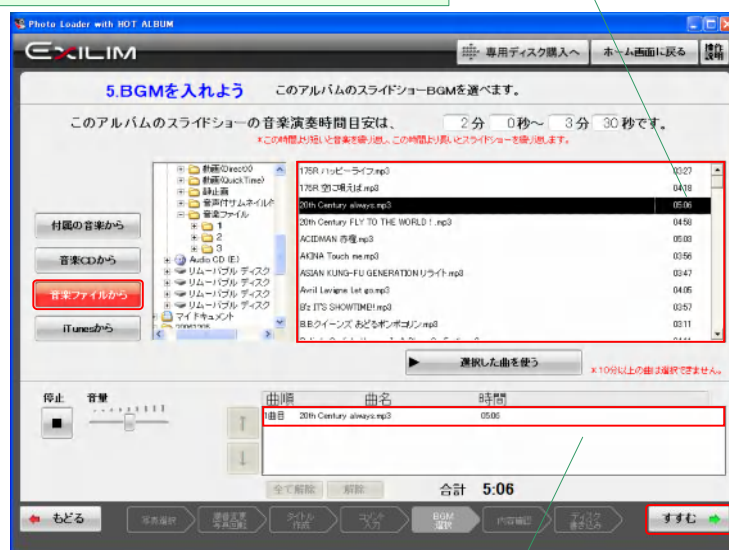 Photo Loader with HOT ALBUM
EXILIM
専用ディスク購入へ
ホーム画面に戻る
操作説明
5.BGMを入れよう
このアルバムのスライドショーBGMを選べます。
このアルバムのスライドショーの音楽演奏時間目安は、 2分 0秒～ 3分 30秒です。
*この時間より短いと音楽を繰り返し、この時間より長いとスライドショーを繰り返します。
付属の音楽から
音楽CDから
音楽ファイルから
iTunesから
動画(DirectX)
動画(QuickTime)
静止画
音声付サムネイル
音楽ファイル
1
2
3
Audio CD (E:)
リムーバブル ディスク
リムーバブル ディスク
リムーバブル ディスク
リムーバブル ディスク
マイ ドキュメント
175R ハッピーライフ.mp3 03:27
175R 空に唄えば.mp3 04:18
20th Century always.mp3 05:06
20th Century FLY TO THE WORLD！.mp3 04:58
ACIDMAN 赤橙.mp3 05:03
AKINA Touch me.mp3 03:56
ASIAN KUNG-FU GENERATION リライト.mp3 03:47
Avril Lavigne Let go.mp3 04:05
B'z IT'S SHOWTIME!!.mp3 03:57
B.B.クイーンズ おどるポンポコリン.mp3 03:11
▶ 選択した曲を使う
*10分以上の曲は選択できません。
停止 音量
曲順 曲名 時間
1曲目 20th Century always.mp3 05:06
全て解除 解除
合計 5:06
もどる
写真選択
タイトル作成
コメント入力
BGM選択
内容確認
ディスク書き込み
すすむ